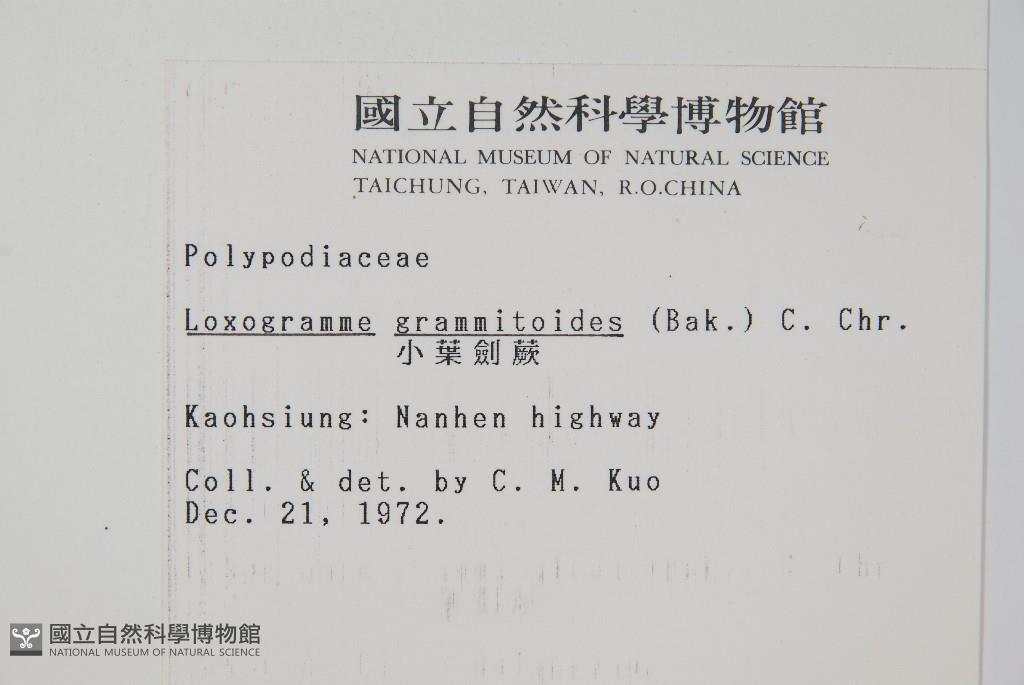 國立自然科學博物館
NATIONAL MUSEUM OF NATURAL SCIENCE
TAICHUNG, TAIWAN, R.O.CHINA
Polypodiaceae
Loxogramme grammitoides (Bak.) C. Chr.
小葉劍蕨
Kaohsiung: Nanhen highway
Coll. & det. by C. M. Kuo
Dec. 21, 1972.
國立自然科學博物館
NATIONAL MUSEUM OF NATURAL SCIENCE